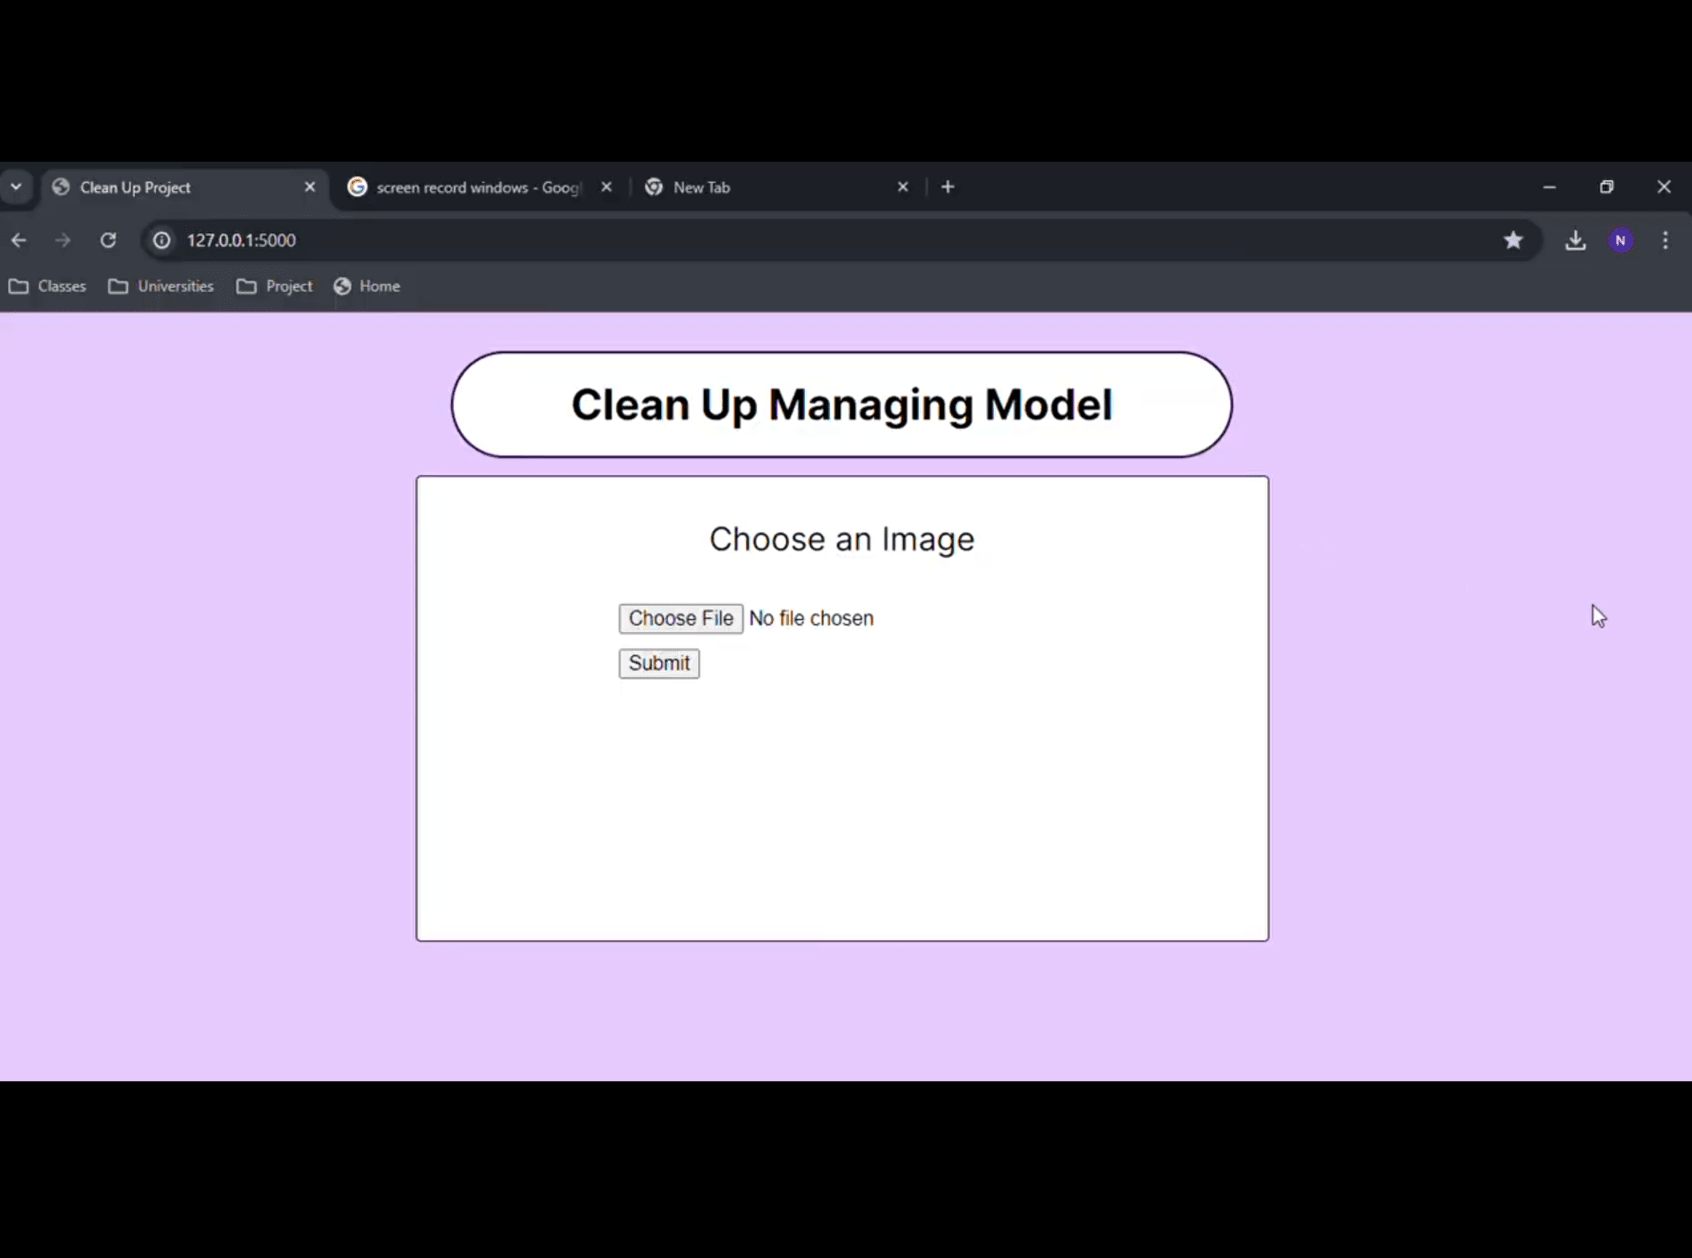 Clean Up Project
screen record windows - Goog
New Tab
127.0.0.1:5000
N
Classes
Universities
Project
Home
Clean Up Managing Model
Choose an Image
Choose File No file chosen
Submit